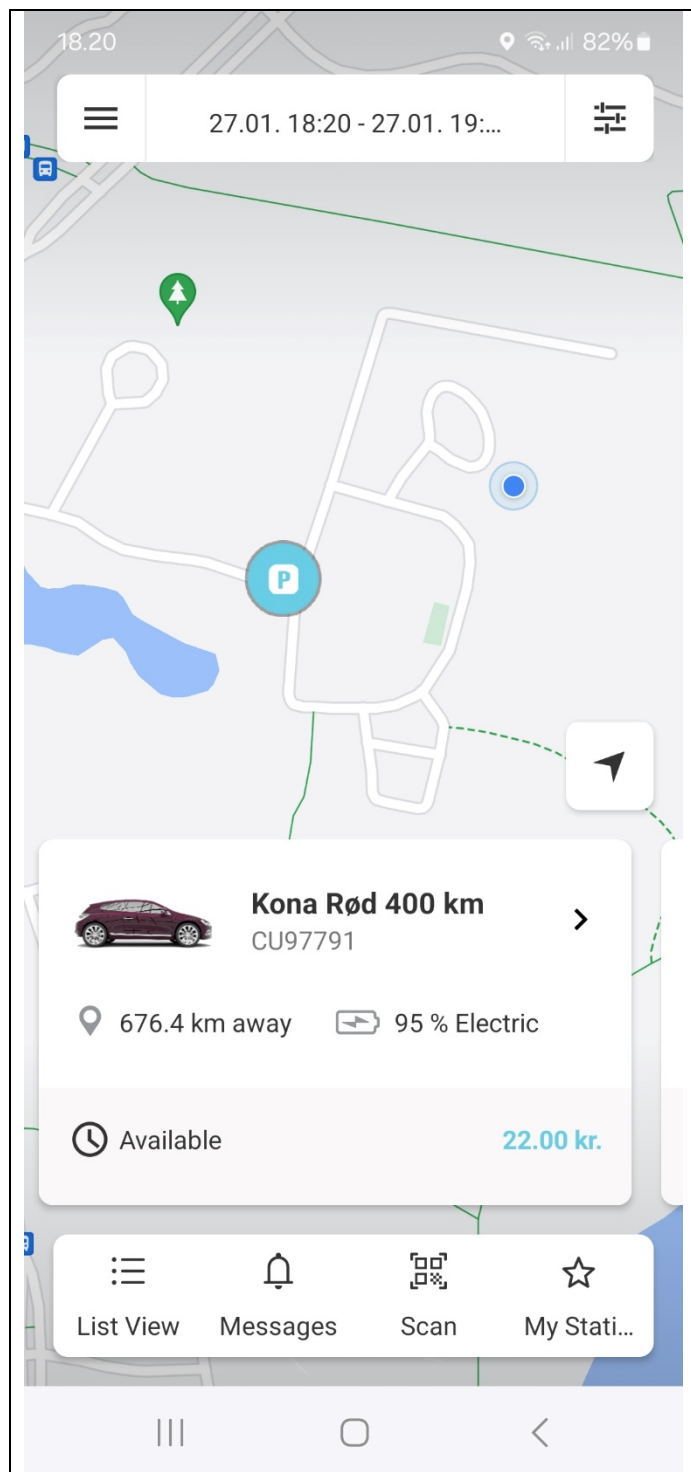 18.20
82%
27.01. 18:20 - 27.01. 19:...
P
Kona Rød 400 km
CU97791
676.4 km away
95 % Electric
Available
22.00 kr.
List View
Messages
Scan
My Stati...